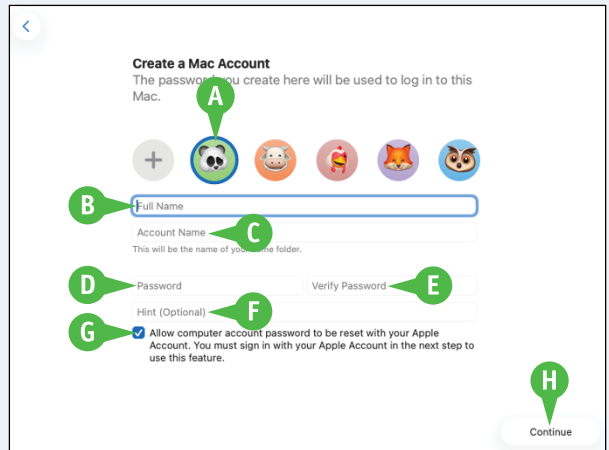 Create a Mac Account
The password you create here will be used to log in to this
Mac.
A
B
Full Name
Account Name
C
This will be the name of your home folder.
D
Password
Verify Password
E
Hint (Optional)
F
G
Allow computer account password to be reset with your Apple
Account. You must sign in with your Apple Account in the next step to
use this feature.
H
Continue